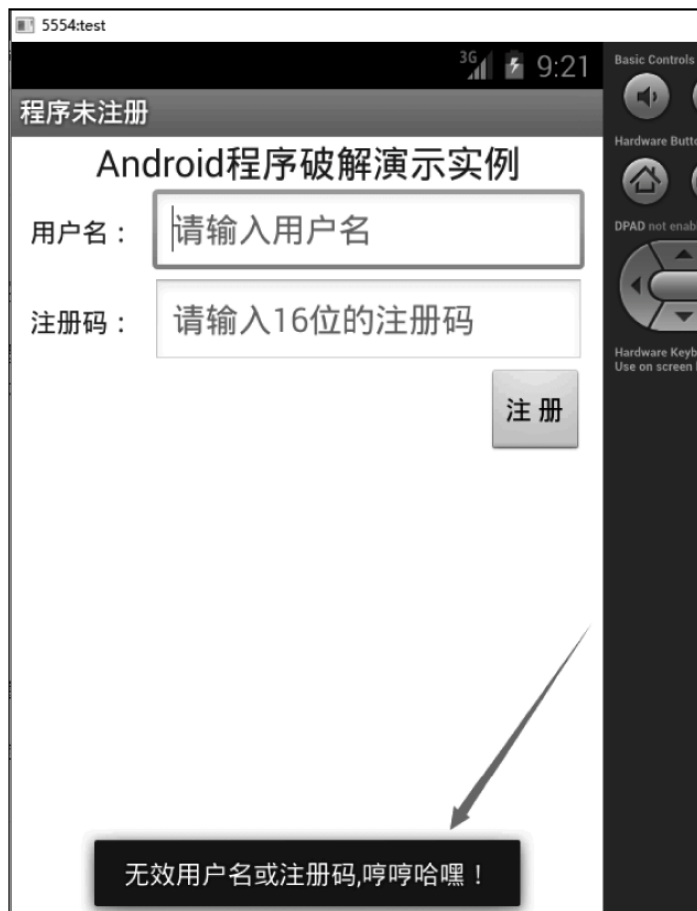 5554:test
3G 9:21
程序未注册
Android程序破解演示实例
用户名：
请输入用户名
注册码：
请输入16位的注册码
注 册
无效用户名或注册码,哼哼哈嘿！
Basic Controls
Hardware Butto
DPAD not enab
Hardware Keyb
Use on screen